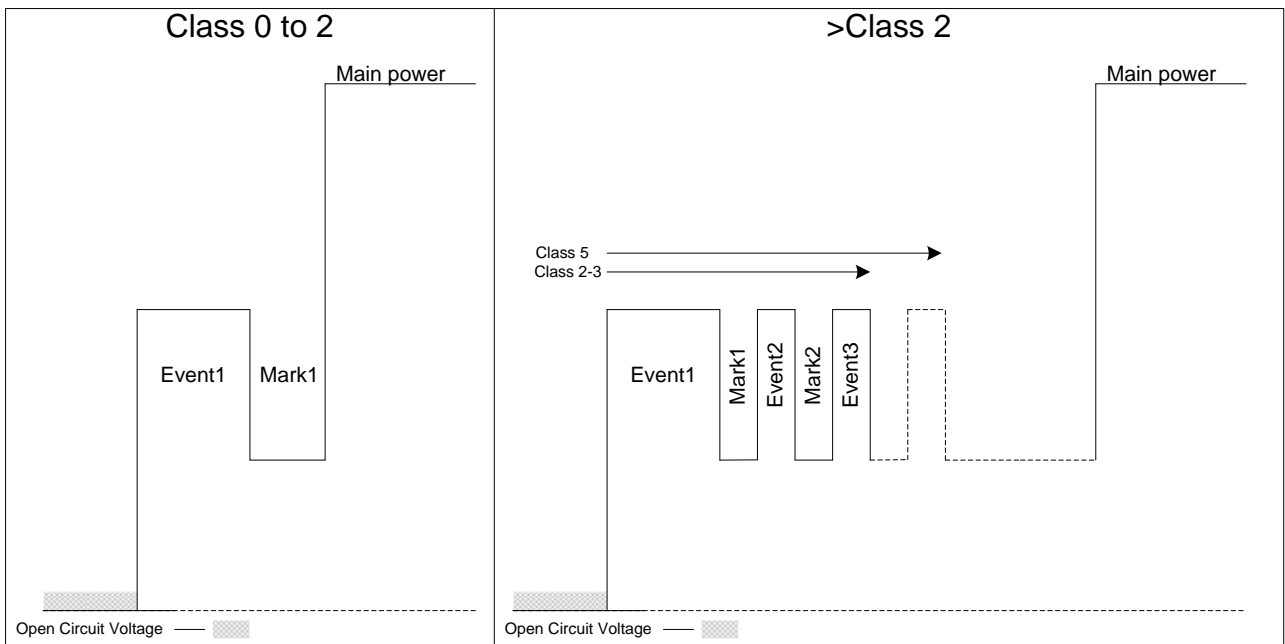 Class 0 to 2
Main power
Event1
Mark1
Open Circuit Voltage
>Class 2
Main power
Class 5
Class 2-3
Event1
Mark1
Event2
Mark2
Event3
Open Circuit Voltage